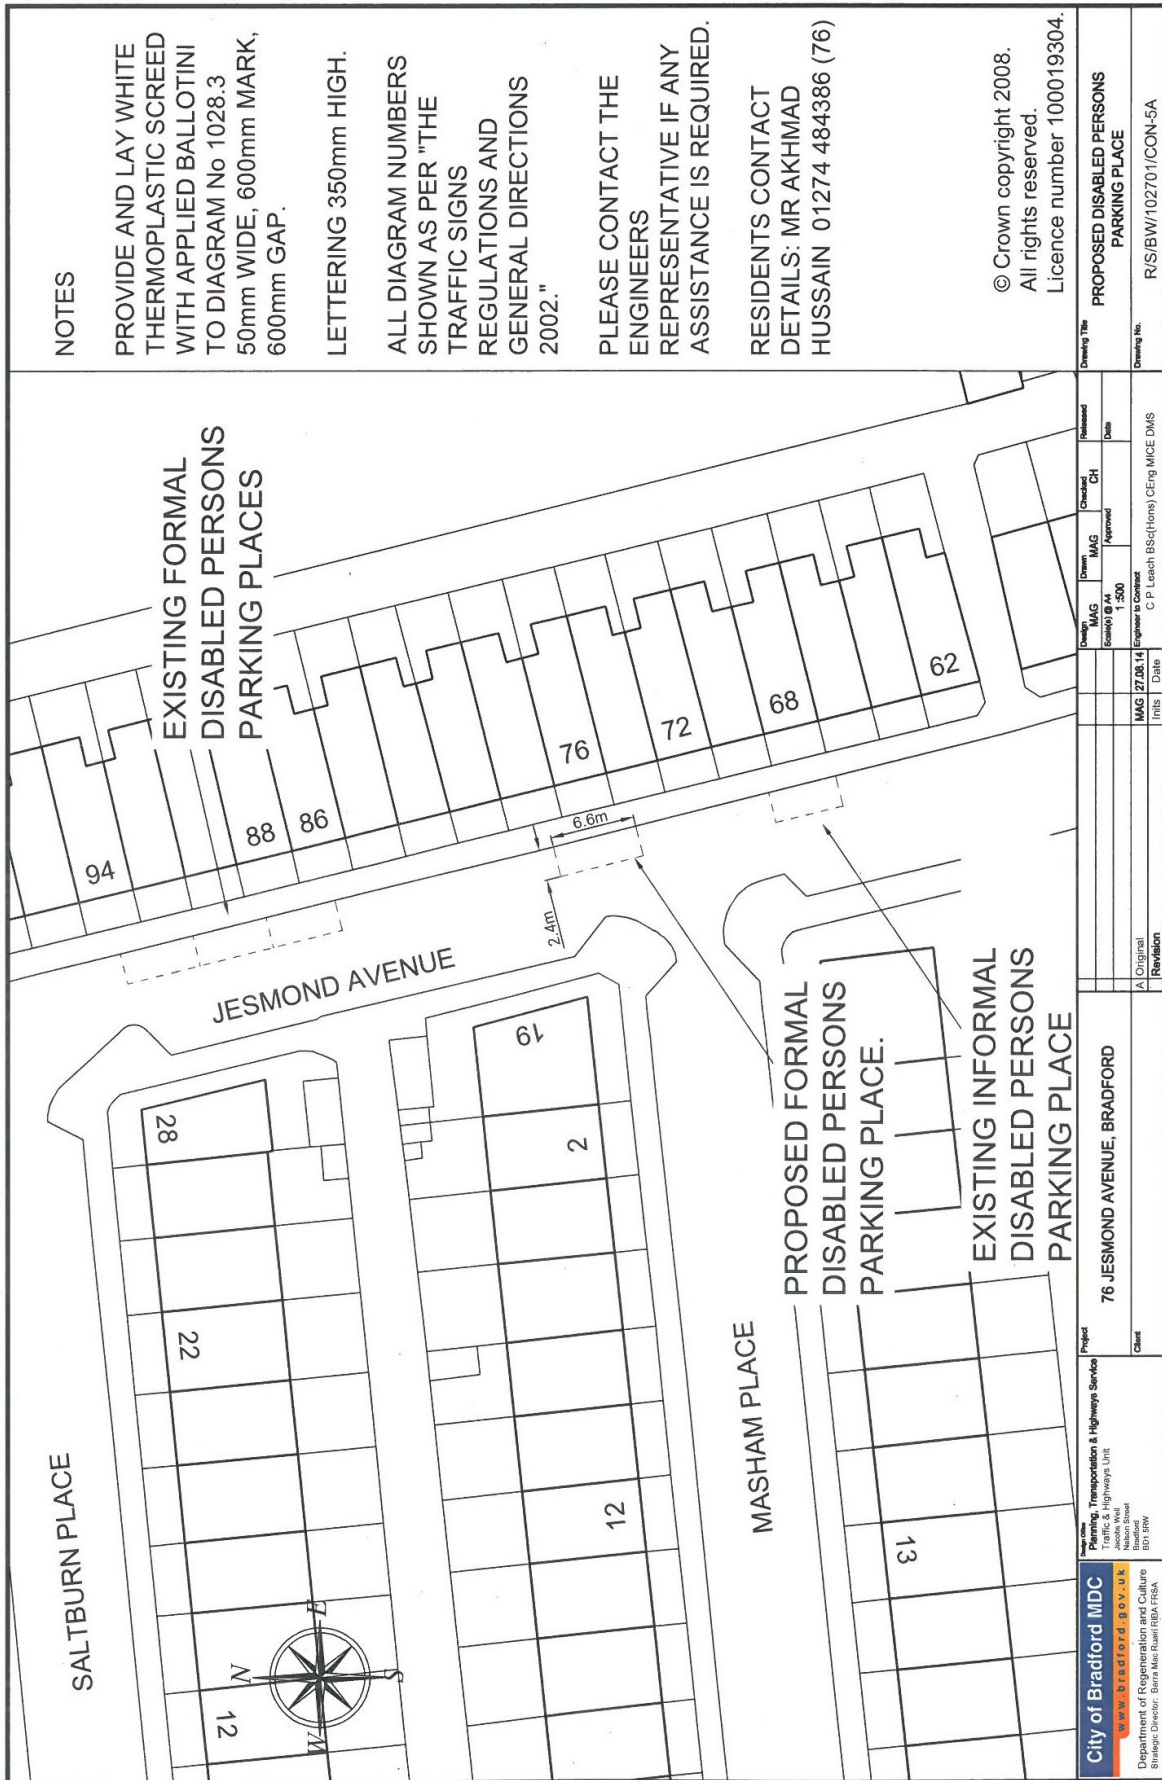 NOTES
PROVIDE AND LAY WHITE
THERMOPLASTIC SCREED
WITH APPLIED BALLOTINI
TO DIAGRAM No 1028.3
50mm WIDE, 600mm MARK,
600mm GAP.
LETTERING 350mm HIGH.
ALL DIAGRAM NUMBERS
SHOWN AS PER "THE
TRAFFIC SIGNS
REGULATIONS AND
GENERAL DIRECTIONS
2002."
PLEASE CONTACT THE
ENGINEERS
REPRESENTATIVE IF ANY
ASSISTANCE IS REQUIRED.
RESIDENTS CONTACT
DETAILS: MR AKHMAD
HUSSAIN 01274 484386 (76)
© Crown copyright 2008.
All rights reserved.
Licence number 100019304.
EXISTING FORMAL
DISABLED PERSONS
PARKING PLACES
94
88
86
76
72
68
62
6.6m
2.4m
JESMOND AVENUE
SALTBURN PLACE
28
22
12
19
2
12
MASHAM PLACE
13
N
E
S
W
PROPOSED FORMAL
DISABLED PERSONS
PARKING PLACE.
EXISTING INFORMAL
DISABLED PERSONS
PARKING PLACE
City of Bradford MDC
www.bradford.gov.uk
Department of Regeneration and Culture
Strategic Director: Barra Mac Ruairi RIBA FRSA
Design Office
Planning, Transportation & Highways Service
Traffic & Highways Unit
Jacobs Well
Nelson Street
Bradford
BD1 5RW
Project
76 JESMOND AVENUE, BRADFORD
Client
A Original
Revision
MAG 27.08.14
Inits Date
Design
MAG
Drawn
MAG
Checked
CH
Released
Scale(s) @ A4
1:500
Approved
Date
Engineer to Contract
C P Leach BSc(Hons) CEng MICE DMS
Drawing Title
PROPOSED DISABLED PERSONS
PARKING PLACE
Drawing No.
R/S/BW/102701/CON-5A